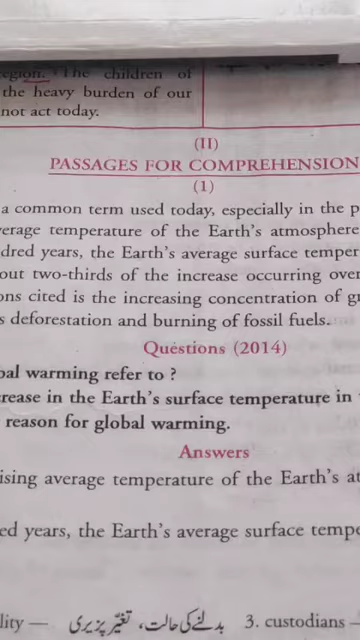 region. The children of
the heavy burden of our
not act today.
(II)
PASSAGES FOR COMPREHENSION
(1)
a common term used today, especially in the p
erage temperature of the Earth's atmosphere
dred years, the Earth's average surface temper
out two-thirds of the increase occurring over
ons cited is the increasing concentration of gr
s deforestation and burning of fossil fuels.
Questions (2014)
bal warming refer to ?
crease in the Earth's surface temperature in
reason for global warming.
Answers
ising average temperature of the Earth's at
ed years, the Earth's average surface tempe
lity — بدلنے کی حالت، تغیّر پزیری 3. custodians —